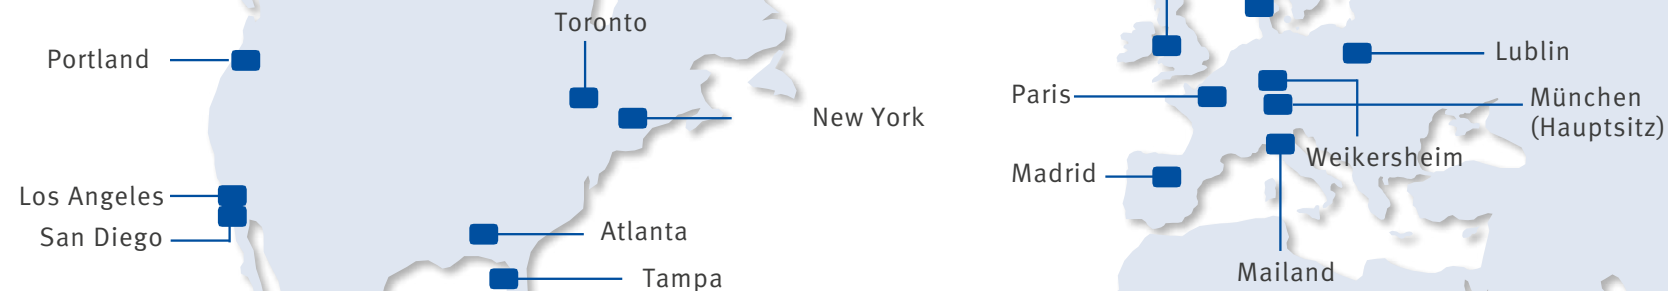 Toronto
Portland
New York
Los Angeles
San Diego
Atlanta
Tampa
Lublin
Paris
München
(Hauptsitz)
Weikersheim
Madrid
Mailand